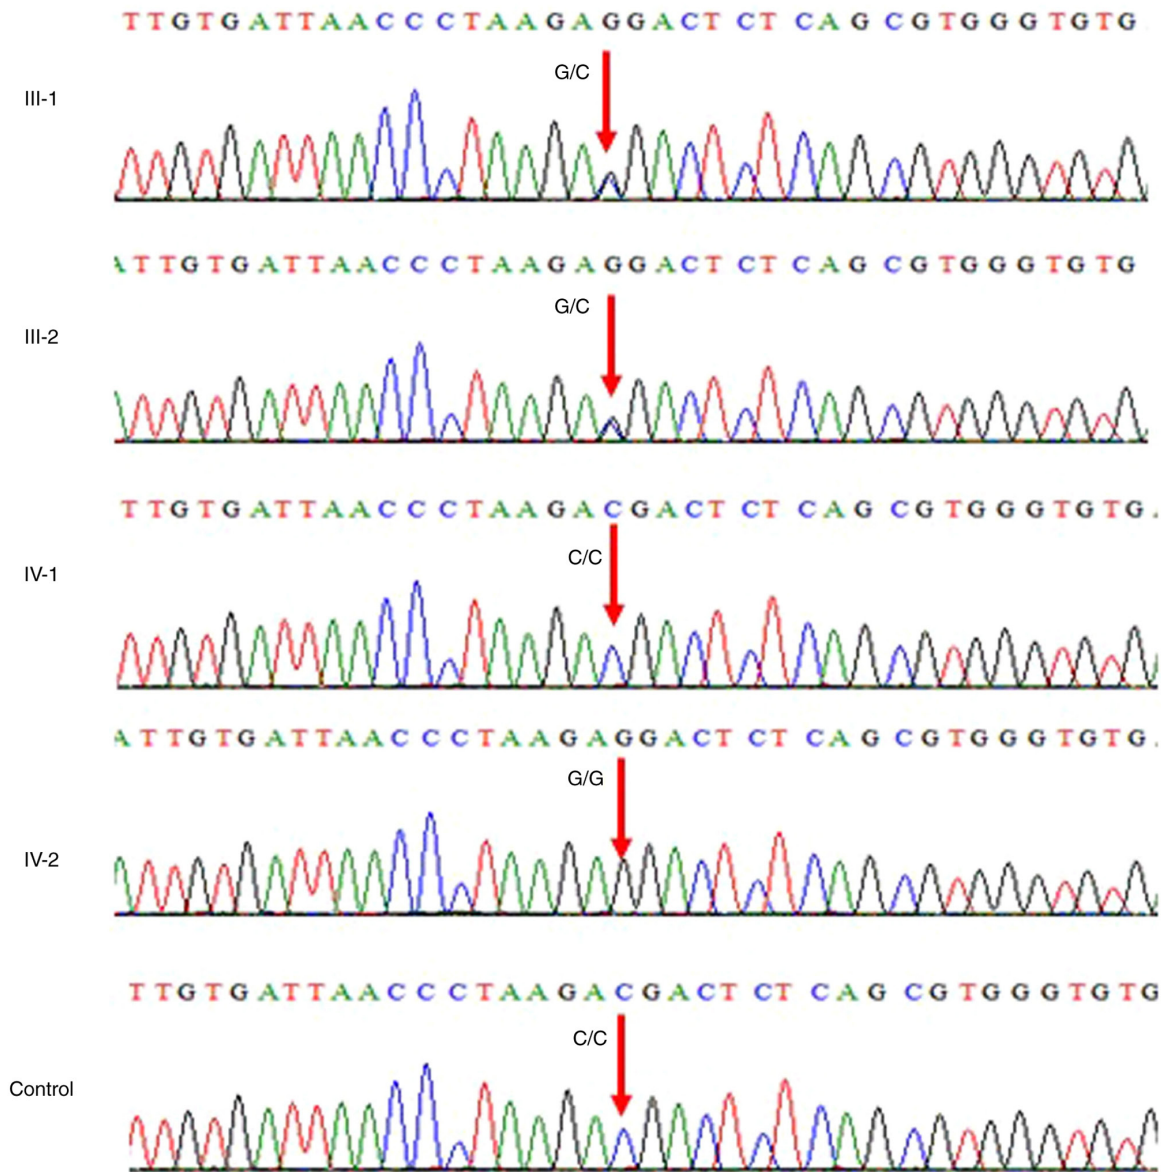 TTGTGATTAACCCTAAGAGGACTCTCAGCGTGGGTGTG
G/C
III-1
ATTGTGATTAACCCTAAGAGGACTCTCAGCGTGGGTGTG
G/C
III-2
TTGTGATTAACCCTAAGACGACTCTCAGCGTGGGTGTG
C/C
IV-1
ATTGTGATTAACCCTAAGAGGACTCTCAGCGTGGGTGTG
G/G
IV-2
TTGTGATTAACCCTAAGACGACTCTCAGCGTGGGTGTG
C/C
Control